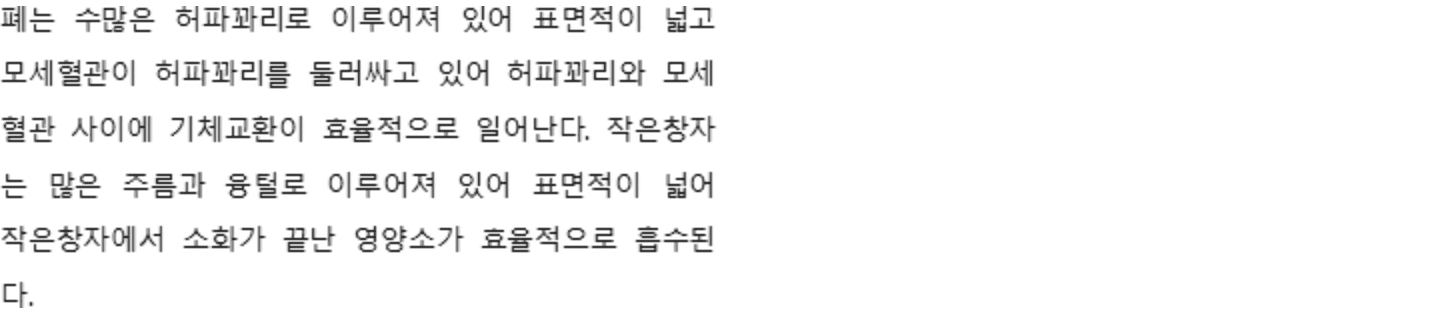 폐는 수많은 허파꽈리로 이루어져 있어 표면적이 넓고
모세혈관이 허파꽈리를 둘러싸고 있어 허파꽈리와 모세
혈관 사이에 기체교환이 효율적으로 일어난다. 작은창자
는 많은 주름과 융털로 이루어져 있어 표면적이 넓어
작은창자에서 소화가 끝난 영양소가 효율적으로 흡수된
다.